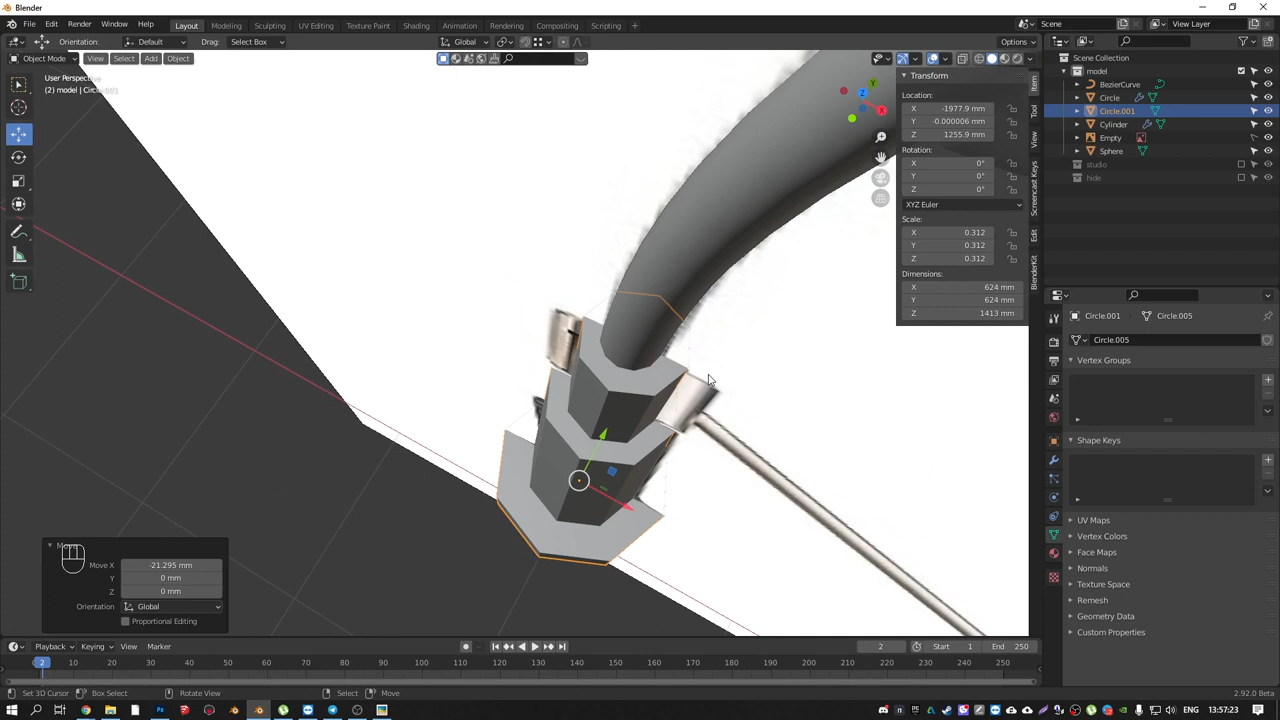 Blender
File Edit Render Window Help Layout Modeling Sculpting UV Editing Texture Paint Shading Animation Rendering Compositing Scripting + Scene View Layer
Orientation: Default Drag: Select Box Global Options
Object Mode View Select Add Object
User Perspective
(2) model | Circle.001
Transform
Location:
X -1977.9 mm
Y -0.000006 mm
Z 1255.9 mm
Rotation:
X 0°
Y 0°
Z 0°
XYZ Euler
Scale:
X 0.312
Y 0.312
Z 0.312
Dimensions:
X 624 mm
Y 624 mm
Z 1413 mm
Item
Tool
View
Screencast Keys
Edit
BlenderKit
Scene Collection
model
BezierCurve
Circle
Circle.001
Cylinder
Empty
Sphere
studio
hide
Circle.001 Circle.005
Circle.005
Vertex Groups
Shape Keys
UV Maps
Vertex Colors
Face Maps
Normals
Texture Space
Remesh
Geometry Data
Custom Properties
Move X -21.295 mm
Y 0 mm
Z 0 mm
Orientation Global
Proportional Editing
Playback Keying View Marker 2 Start 1 End 250
2 10 20 30 40 50 60 70 80 90 100 110 120 130 140 150 160 170 180 190 200 210 220 230 240 250
Set 3D Cursor Box Select Rotate View Select Move 2.92.0 Beta
13:57:23